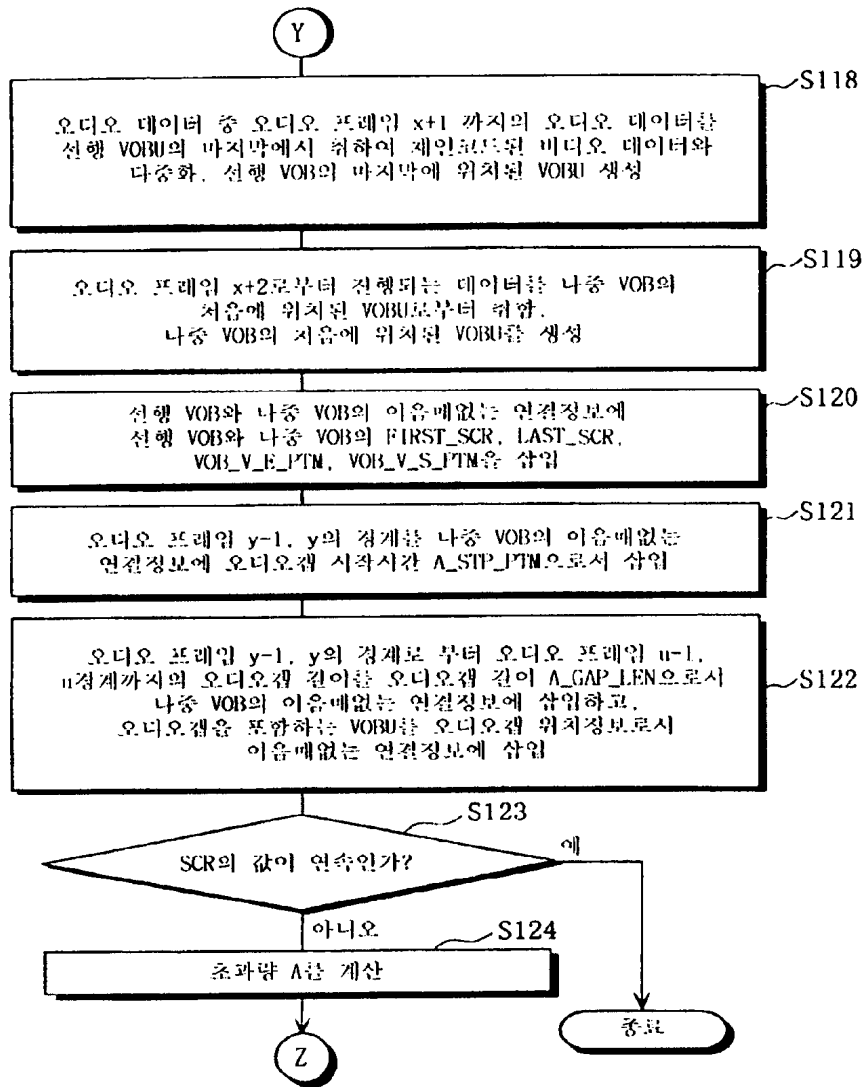 Y
S118
오디오 데이터 중 오디오 프레임 x+1 까지의 오디오 데이터를
선행 VOBU의 마지막에서 취하여 재인코드된 비디오 데이터와
다중화, 선행 VOB의 마지막에 위치된 VOBU 생성
S119
오디오 프레임 x+2로부터 진행되는 데이터를 나중 VOB의
처음에 위치된 VOBU로부터 취함,
나중 VOB의 처음에 위치된 VOBU를 생성
S120
선행 VOB와 나중 VOB의 이음매없는 연결정보에
선행 VOB와 나중 VOB의 FIRST_SCR, LAST_SCR,
VOB_V_E_PTM, VOB_V_S_PTM을 삽입
S121
오디오 프레임 y-1, y의 경계를 나중 VOB의 이음매없는
연결정보에 오디오갭 시작시간 A_STP_PTM으로서 삽입
S122
오디오 프레임 y-1, y의 경계로 부터 오디오 프레임 u-1,
u경계까지의 오디오갭 길이를 오디오갭 길이 A_GAP_LEN으로서
나중 VOB의 이음매없는 연결정보에 삽입하고,
오디오갭을 포함하는 VOBU를 오디오갭 위치정보로서
이음매없는 연결정보에 삽입
S123
SCR의 값이 연속인가?
예
아니오
S124
초과량 A를 계산
종료
Z